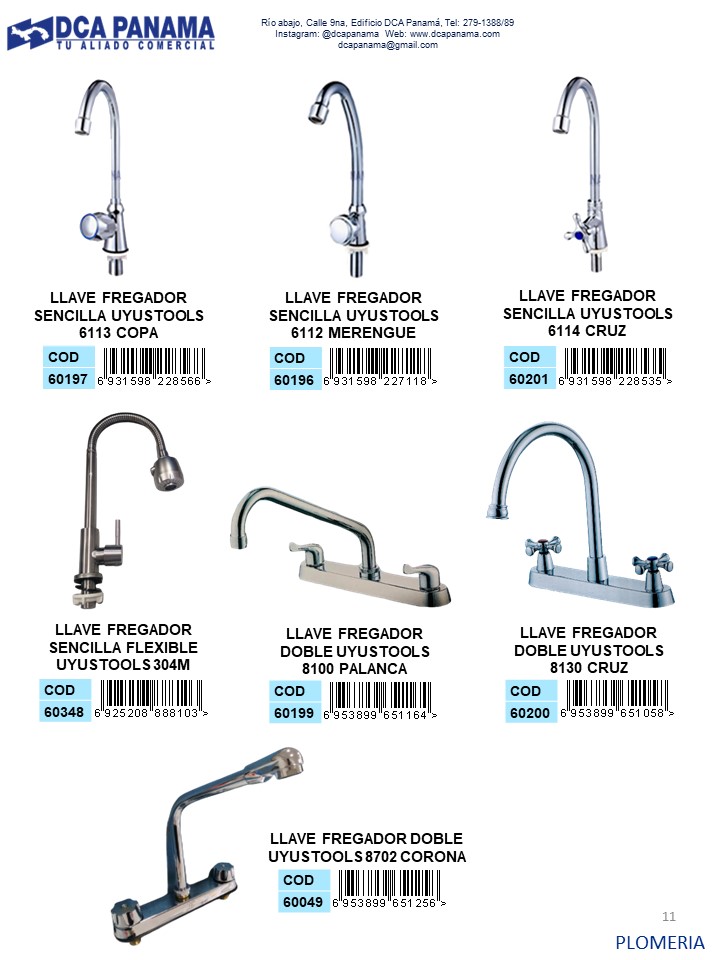 DCA PANAMA
TU ALIADO COMERCIAL
Río abajo, Calle 9na, Edificio DCA Panamá, Tel: 279-1388/89
Instagram: @dcapanama Web: www.dcapanama.com
dcapanama@gmail.com
LLAVE FREGADOR
SENCILLA UYUSTOOLS
6113 COPA
COD
60197
6 931598 228566 >
LLAVE FREGADOR
SENCILLA UYUSTOOLS
6112 MERENGUE
COD
60196
6 931598 227118 >
LLAVE FREGADOR
SENCILLA UYUSTOOLS
6114 CRUZ
COD
60201
6 931598 228535 >
LLAVE FREGADOR
SENCILLA FLEXIBLE
UYUSTOOLS 304M
COD
60348
6 925208 888103 >
LLAVE FREGADOR
DOBLE UYUSTOOLS
8100 PALANCA
COD
60199
6 953899 651164 >
LLAVE FREGADOR
DOBLE UYUSTOOLS
8130 CRUZ
COD
60200
6 953899 651058 >
LLAVE FREGADOR DOBLE
UYUSTOOLS 8702 CORONA
COD
60049
6 953899 651256 >
11
PLOMERIA